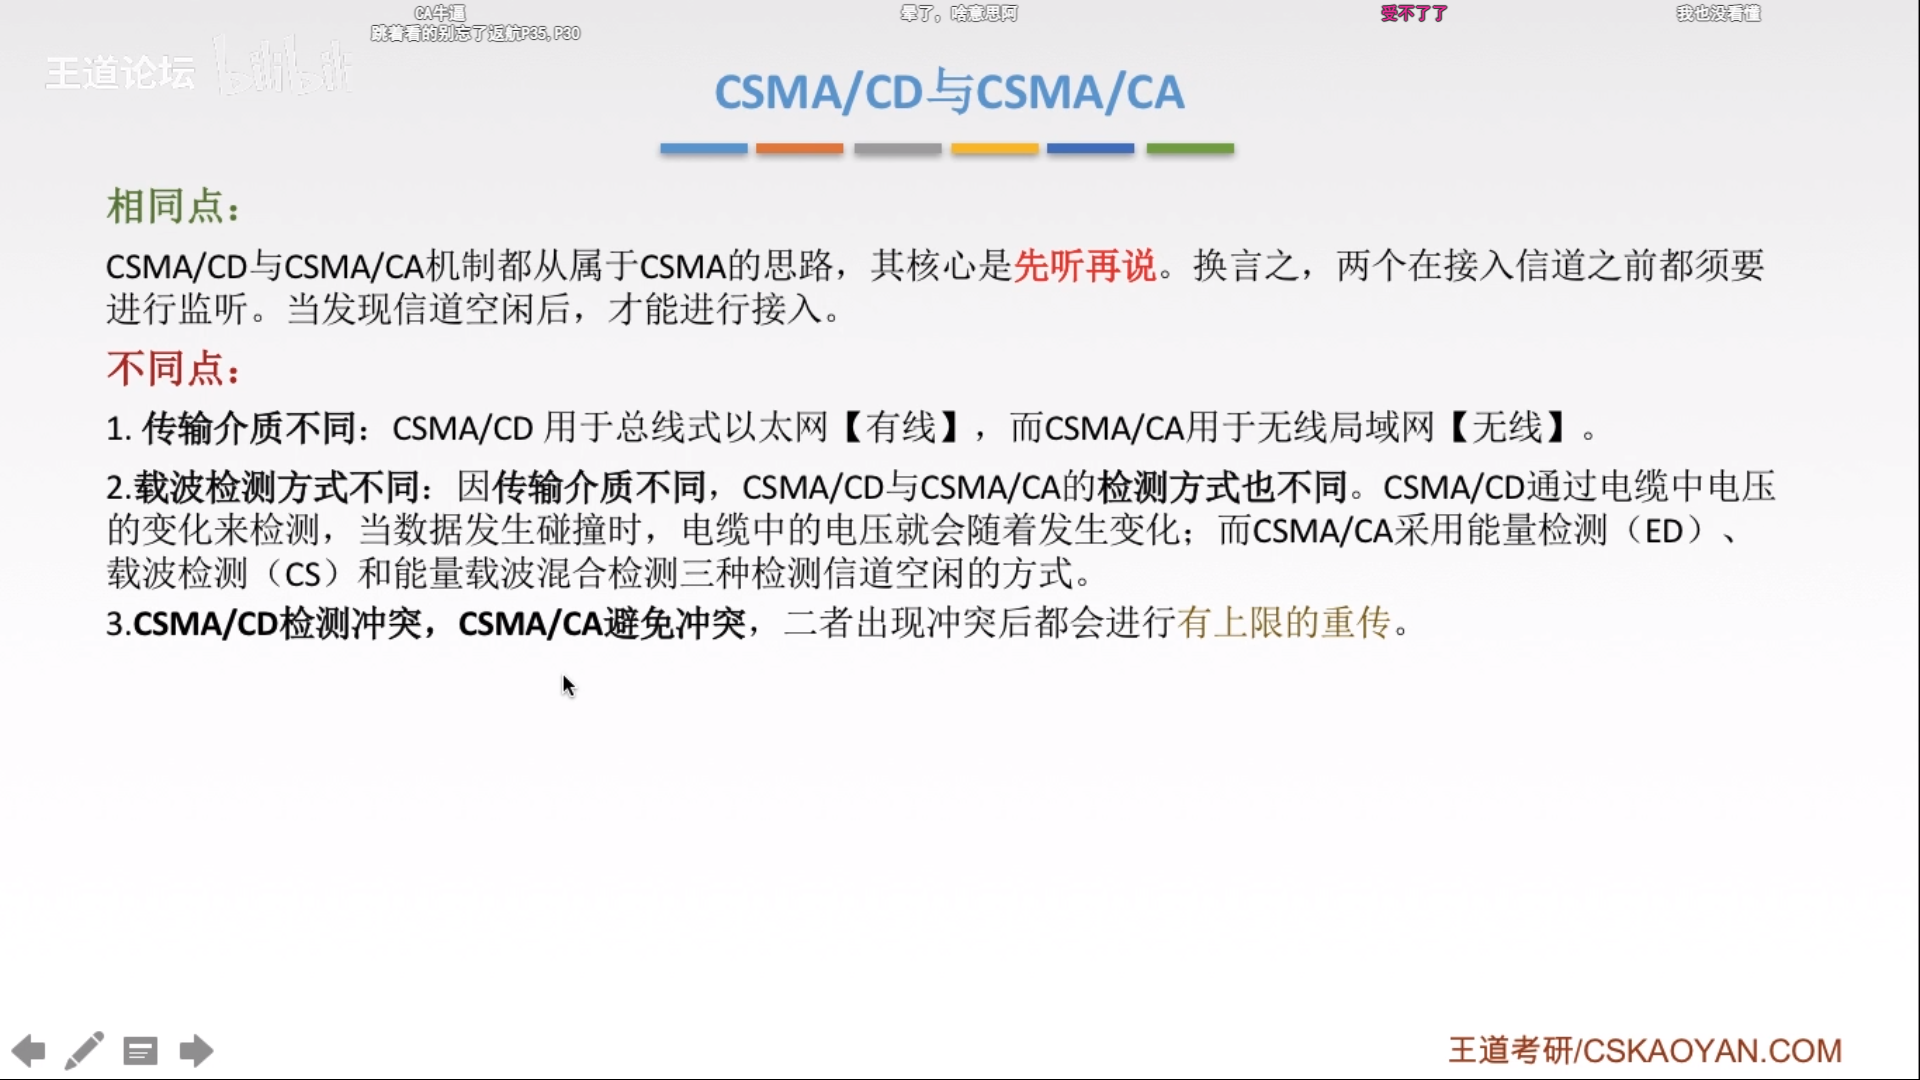 CA牛逼
晕了，啥意思阿
受不了了
我也没看懂
跳着看的别忘了返航P35,P30
王道论坛 bilibili
CSMA/CD与CSMA/CA
相同点：
CSMA/CD与CSMA/CA机制都从属于CSMA的思路，其核心是先听再说。换言之，两个在接入信道之前都须要
进行监听。当发现信道空闲后，才能进行接入。
不同点：
1. 传输介质不同：CSMA/CD 用于总线式以太网【有线】，而CSMA/CA用于无线局域网【无线】。
2.载波检测方式不同：因传输介质不同，CSMA/CD与CSMA/CA的检测方式也不同。CSMA/CD通过电缆中电压
的变化来检测，当数据发生碰撞时，电缆中的电压就会随着发生变化；而CSMA/CA采用能量检测（ED）、
载波检测（CS）和能量载波混合检测三种检测信道空闲的方式。
3.CSMA/CD检测冲突，CSMA/CA避免冲突，二者出现冲突后都会进行有上限的重传。
王道考研/CSKAOYAN.COM